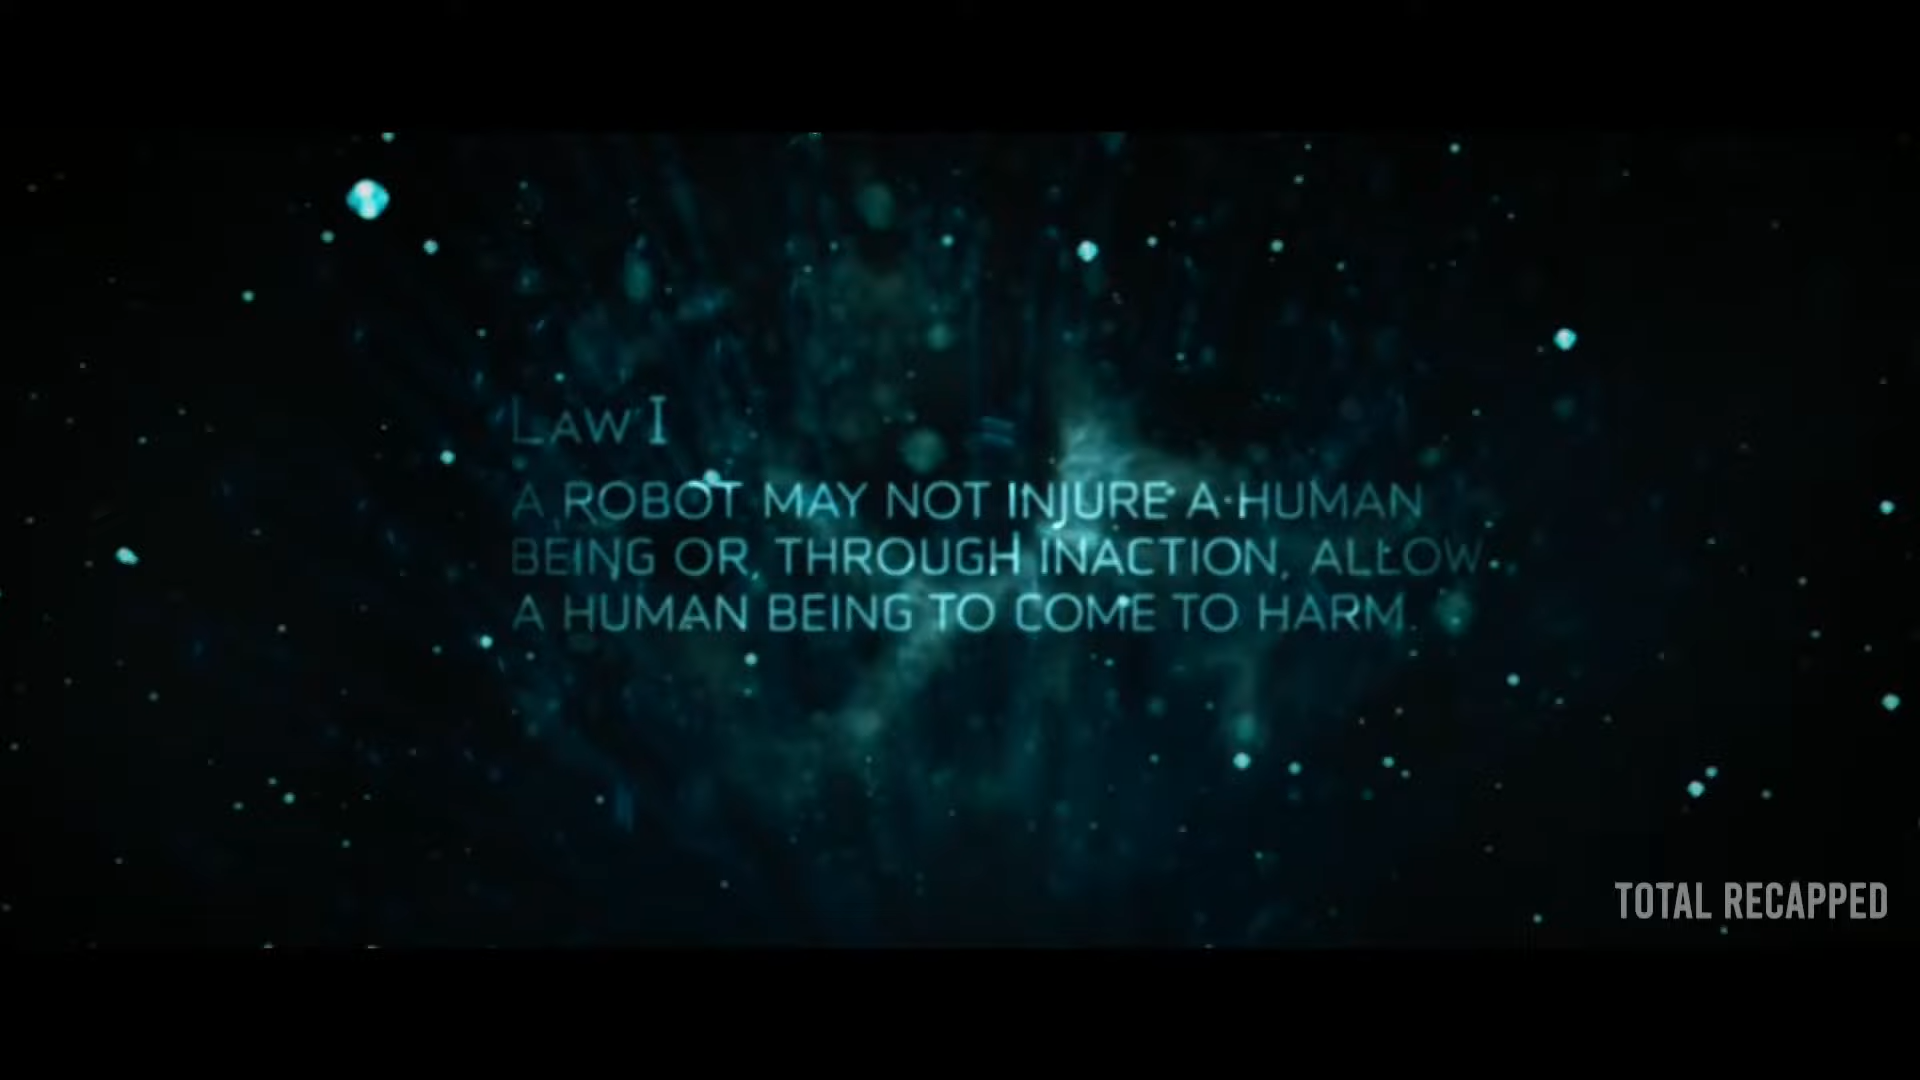 LAW I
A ROBOT MAY NOT INJURE A HUMAN
BEING OR, THROUGH INACTION, ALLOW
A HUMAN BEING TO COME TO HARM.
TOTAL RECAPPED